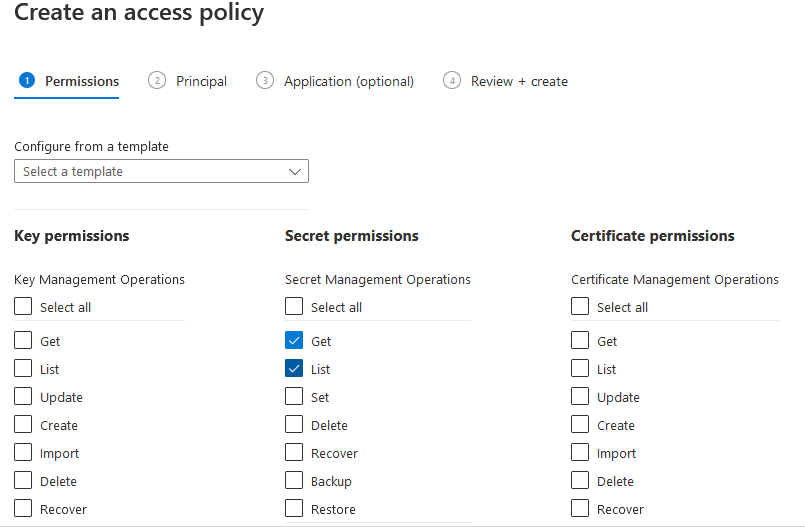 Create an access policy
1 Permissions 2 Principal 3 Application (optional) 4 Review + create
Configure from a template
Select a template
Key permissions Secret permissions Certificate permissions
Key Management Operations Secret Management Operations Certificate Management Operations
Select all Select all Select all
Get Get Get
List List List
Update Set Update
Create Delete Create
Import Recover Import
Delete Backup Delete
Recover Restore Recover